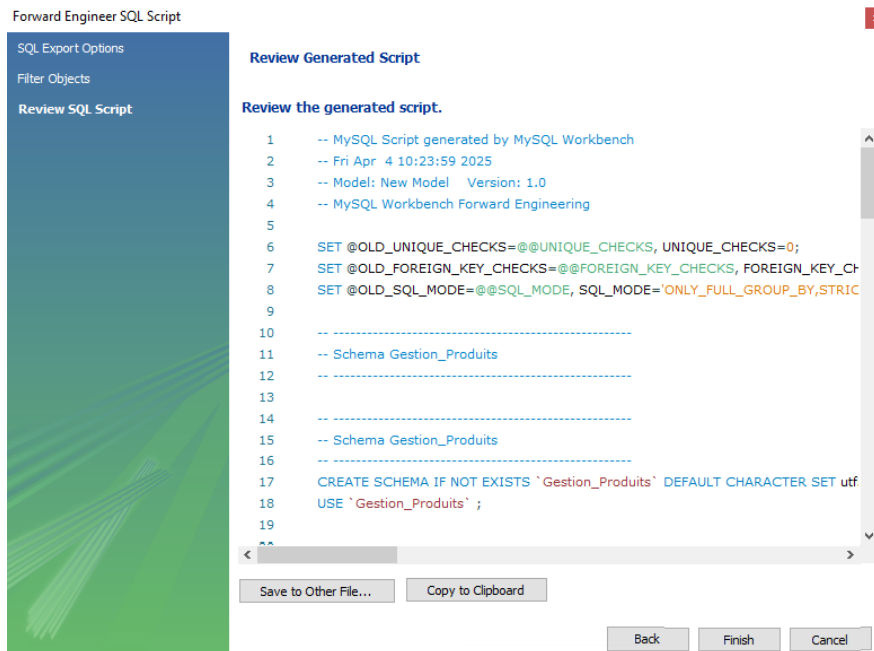 Forward Engineer SQL Script
SQL Export Options
Filter Objects
Review SQL Script
Review Generated Script
Review the generated script.
1 -- MySQL Script generated by MySQL Workbench
2 -- Fri Apr  4 10:23:59 2025
3 -- Model: New Model    Version: 1.0
4 -- MySQL Workbench Forward Engineering
5
6 SET @OLD_UNIQUE_CHECKS=@@UNIQUE_CHECKS, UNIQUE_CHECKS=0;
7 SET @OLD_FOREIGN_KEY_CHECKS=@@FOREIGN_KEY_CHECKS, FOREIGN_KEY_CH
8 SET @OLD_SQL_MODE=@@SQL_MODE, SQL_MODE='ONLY_FULL_GROUP_BY,STRIC
9
10 -- -----------------------------------------------------
11 -- Schema Gestion_Produits
12 -- -----------------------------------------------------
13
14 -- -----------------------------------------------------
15 -- Schema Gestion_Produits
16 -- -----------------------------------------------------
17 CREATE SCHEMA IF NOT EXISTS `Gestion_Produits` DEFAULT CHARACTER SET utf
18 USE `Gestion_Produits` ;
19
Save to Other File...
Copy to Clipboard
Back
Finish
Cancel